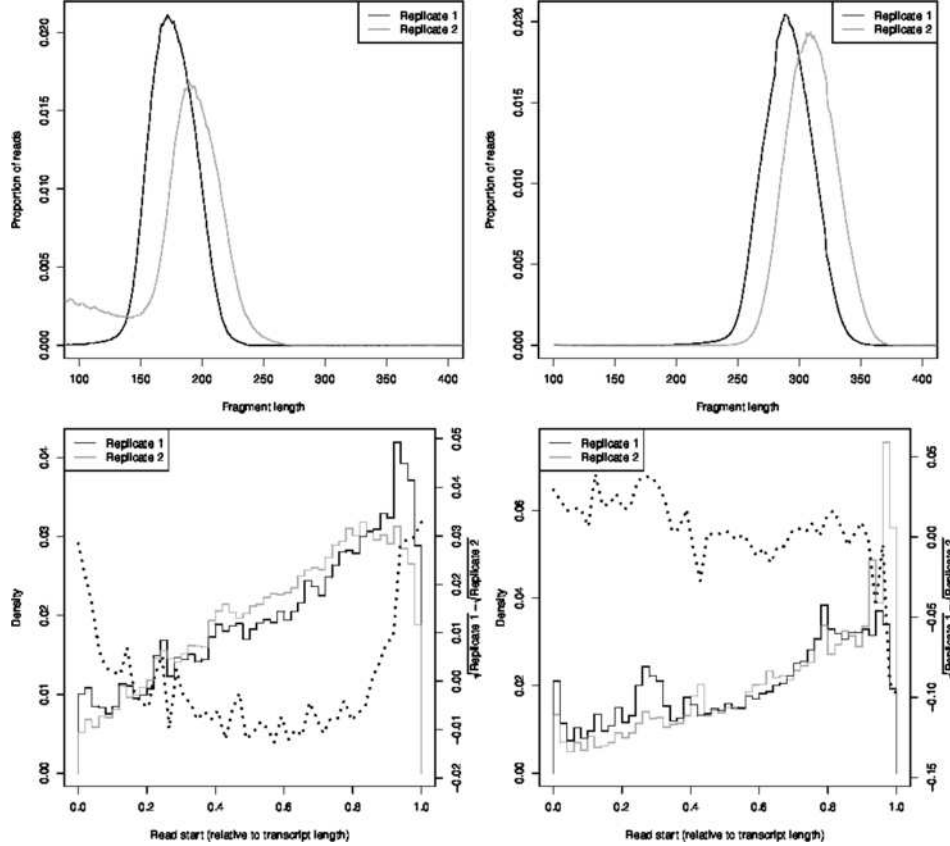 Replicate 1
Replicate 2
Proportion of reads
0.000 0.005 0.010 0.015 0.020
100 150 200 250 300 350 400
Fragment length
Replicate 1
Replicate 2
Proportion of reads
0.000 0.005 0.010 0.015 0.020
100 150 200 250 300 350 400
Fragment length
Replicate 1
Replicate 2
Density
0.00 0.01 0.02 0.03 0.04
−0.02 −0.01 0.00 0.01 0.02 0.03 0.04 0.05
√Replicate 1 − √Replicate 2
0.0 0.2 0.4 0.6 0.8 1.0
Read start (relative to transcript length)
Replicate 1
Replicate 2
Density
0.00 0.02 0.04 0.06
−0.15 −0.10 −0.05 0.00 0.05
√Replicate 1 − √Replicate 2
0.0 0.2 0.4 0.6 0.8 1.0
Read start (relative to transcript length)